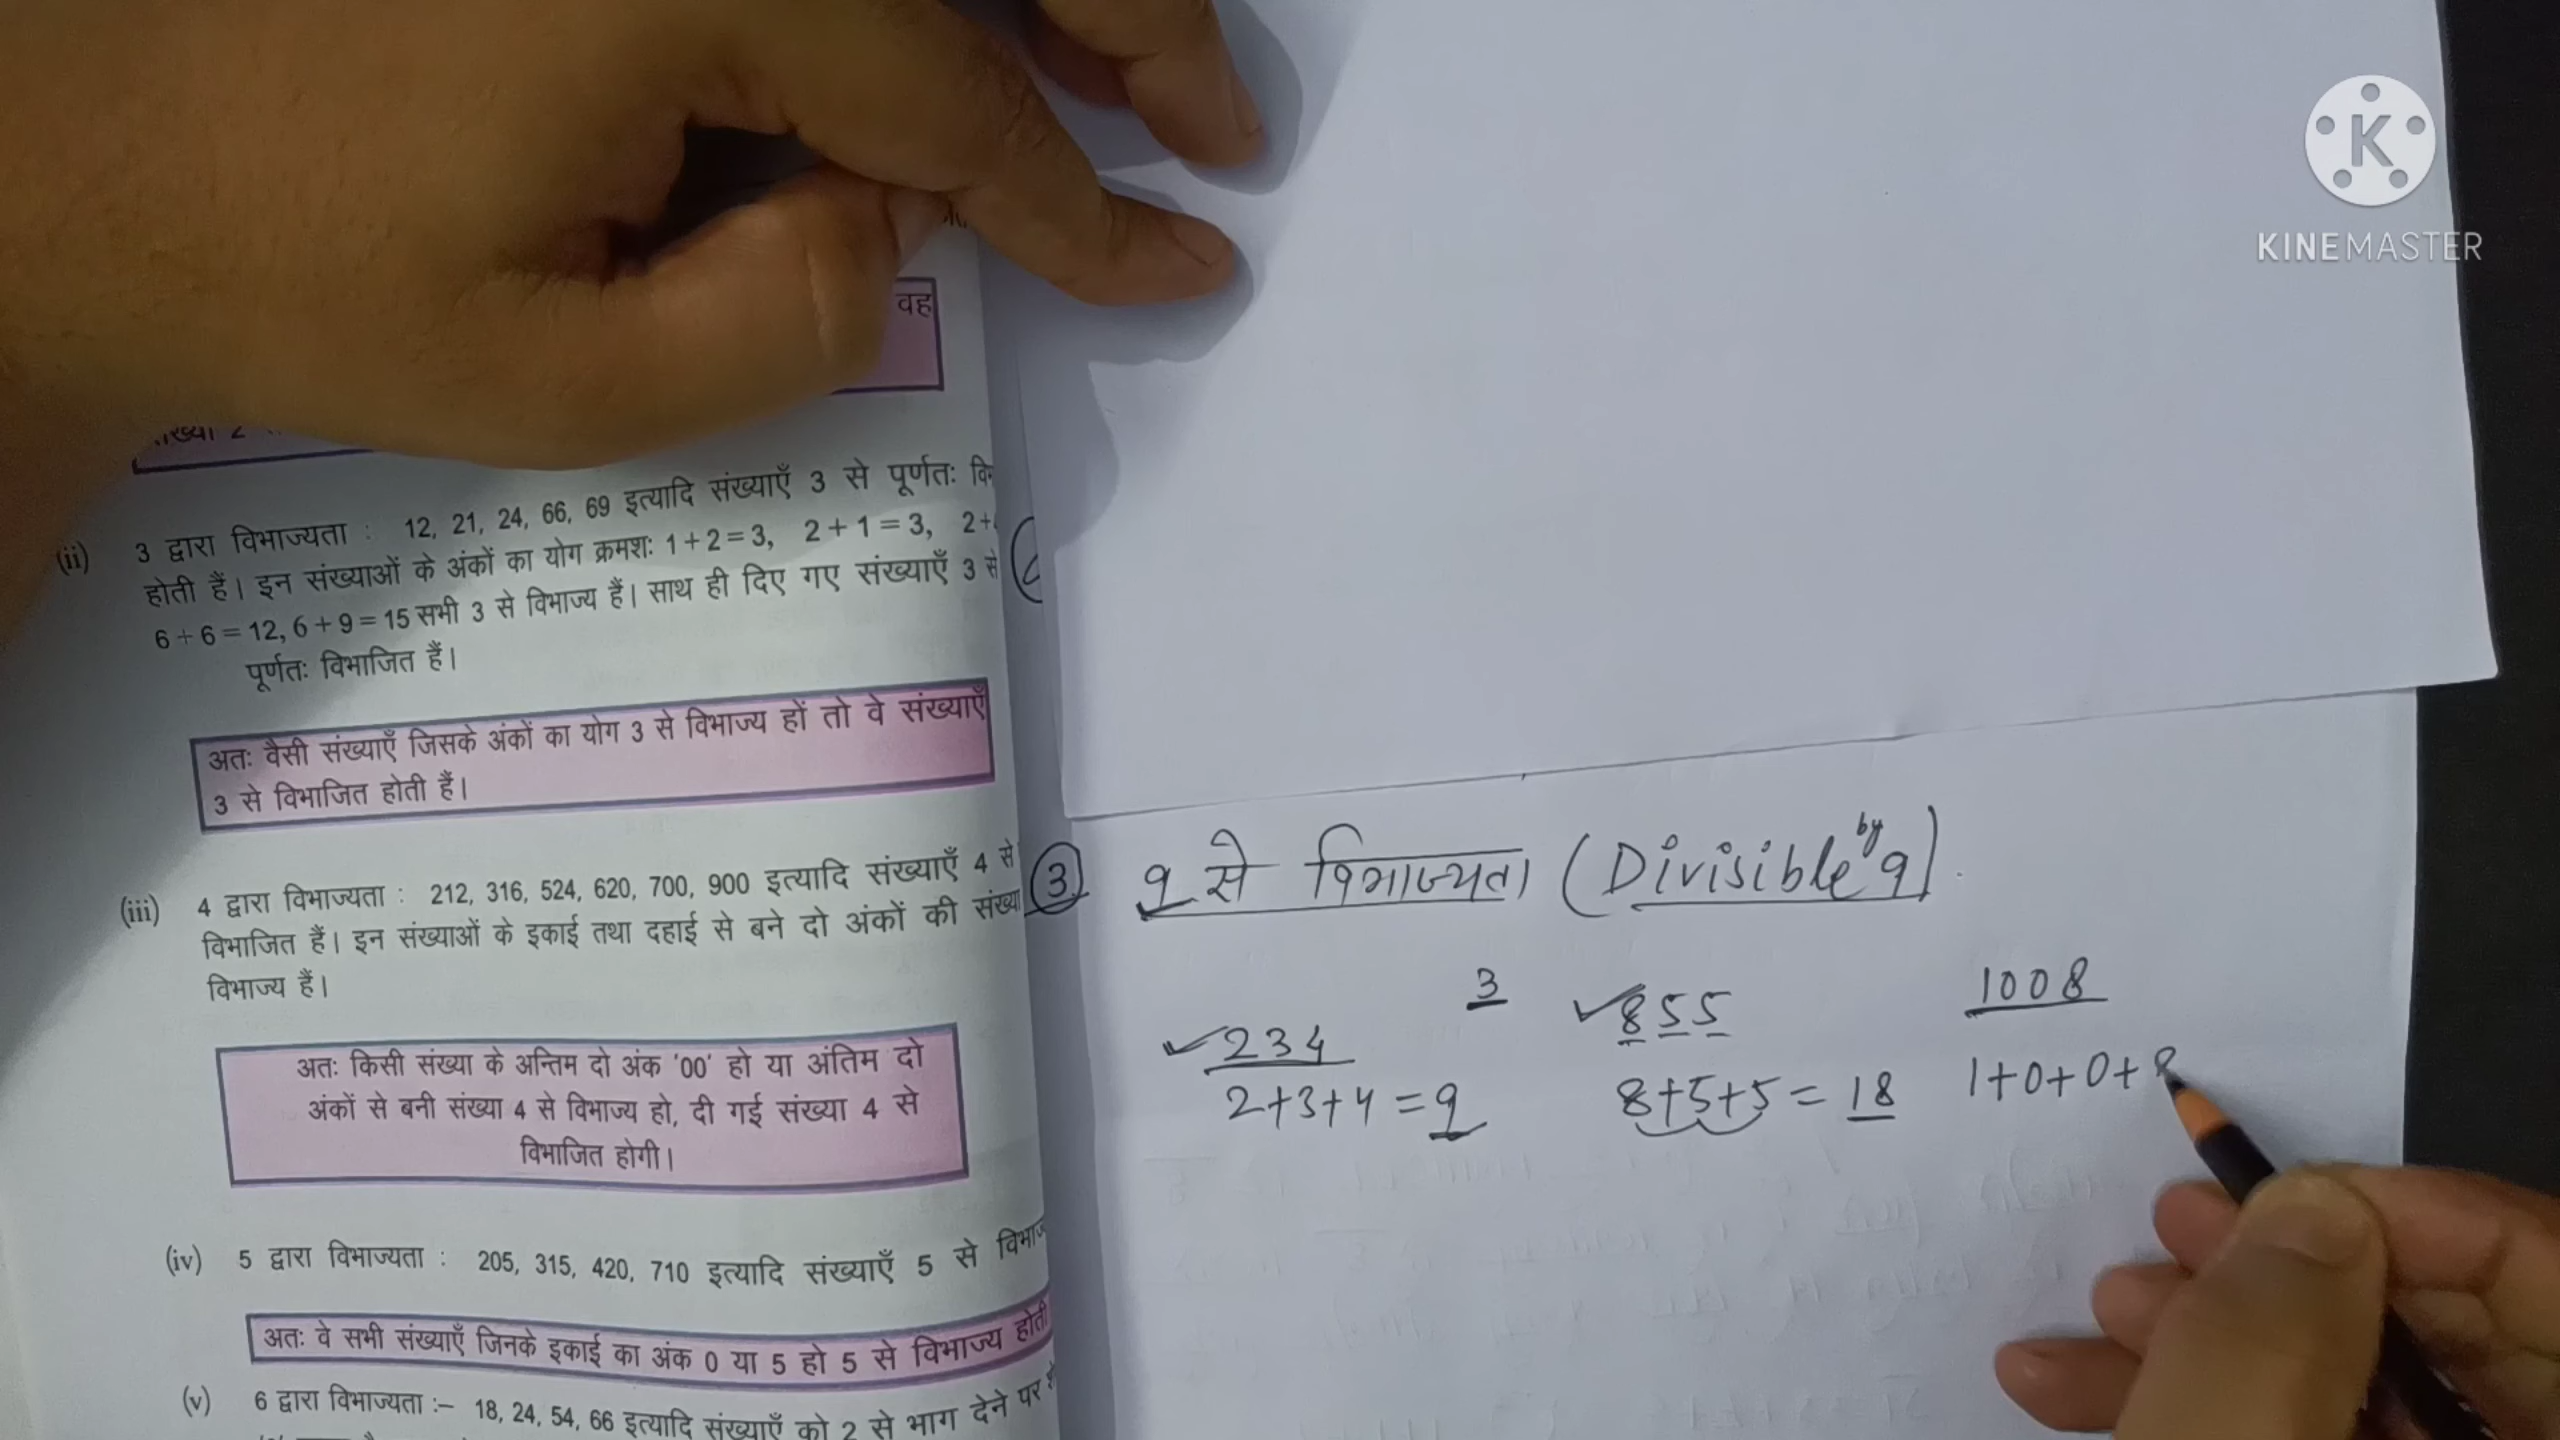 K
KINEMASTER
वह
संख्या 2
(ii) 3 द्वारा विभाज्यता : 12, 21, 24, 66, 69 इत्यादि संख्याएँ 3 से पूर्णतः
होती हैं। इन संख्याओं के अंकों का योग क्रमशः 1+2=3, 2+1=3, 2+
6+6=12, 6+9=15 सभी 3 से विभाज्य हैं। साथ ही दिए गए संख्याएँ 3 से
पूर्णतः विभाजित हैं।
अतः वैसी संख्याएँ जिसके अंकों का योग 3 से विभाज्य हों तो वे संख्याएँ
3 से विभाजित होती हैं।
(iii) 4 द्वारा विभाज्यता : 212, 316, 524, 620, 700, 900 इत्यादि संख्याएँ 4 से
विभाजित हैं। इन संख्याओं के इकाई तथा दहाई से बने दो अंकों की संख्या
विभाज्य हैं।
अतः किसी संख्या के अन्तिम दो अंक '00' हो या अंतिम दो
अंकों से बनी संख्या 4 से विभाज्य हो, दी गई संख्या 4 से
विभाजित होगी।
(iv) 5 द्वारा विभाज्यता : 205, 315, 420, 710 इत्यादि संख्याएँ 5 से
अतः वे सभी संख्याएँ जिनके इकाई का अंक 0 या 5 हो 5 से विभाज्य होती
(v) 6 द्वारा विभाज्यता :– 18, 24, 54, 66 इत्यादि संख्याओं को 2 से भाग देने पर
3 9 से विभाज्यता (Divisible by 9)
3
234
2+3+4=9
855
8+5+5=18
1008
1+0+0+8